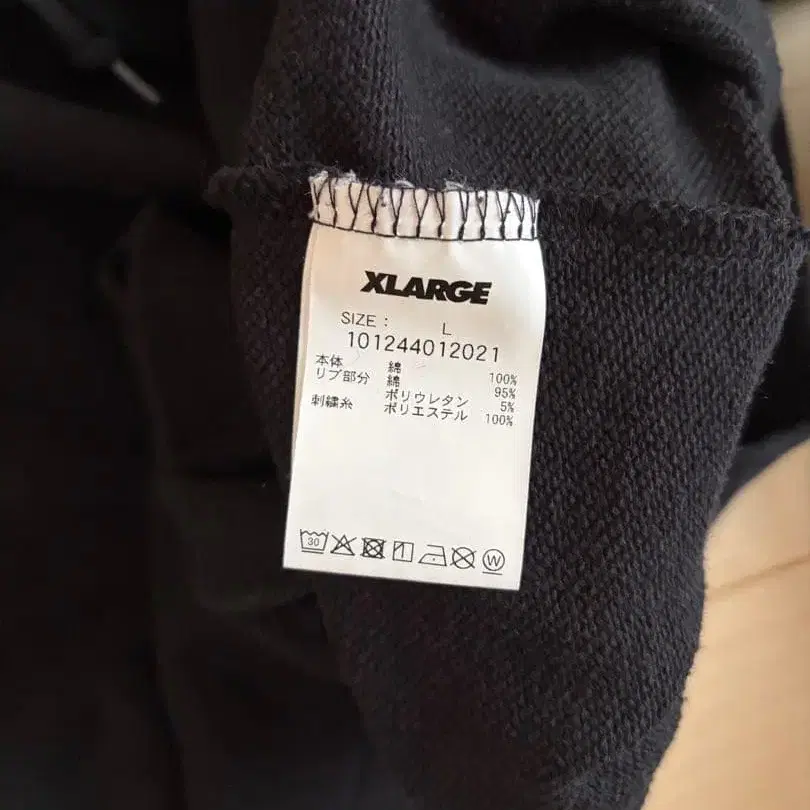 XLARGE
SIZE : L
101244012021
本体 綿 100%
リブ部分 綿 95%
ポリウレタン 5%
刺繍糸 ポリエステル 100%
30 W